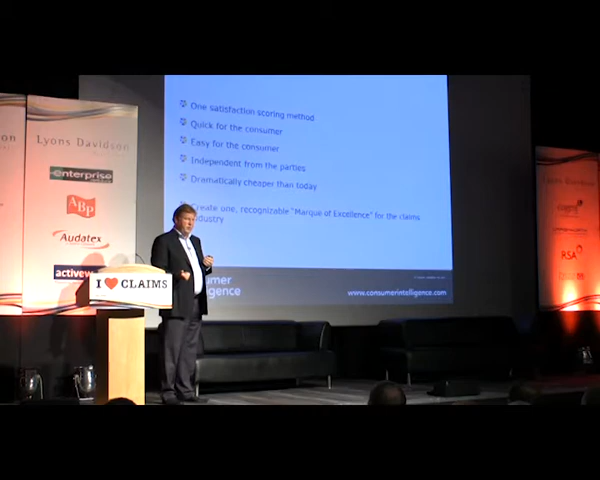 One satisfaction scoring method
Quick for the consumer
Easy for the consumer
Independent from the parties
Dramatically cheaper than today
create one, recognizable "Marque of Excellence" for the claims
industry
www.consumerintelligence.com
LYONS DAVIDSON
enterprise
ABP
Audatex
activew
I ♥ CLAIMS
RSA